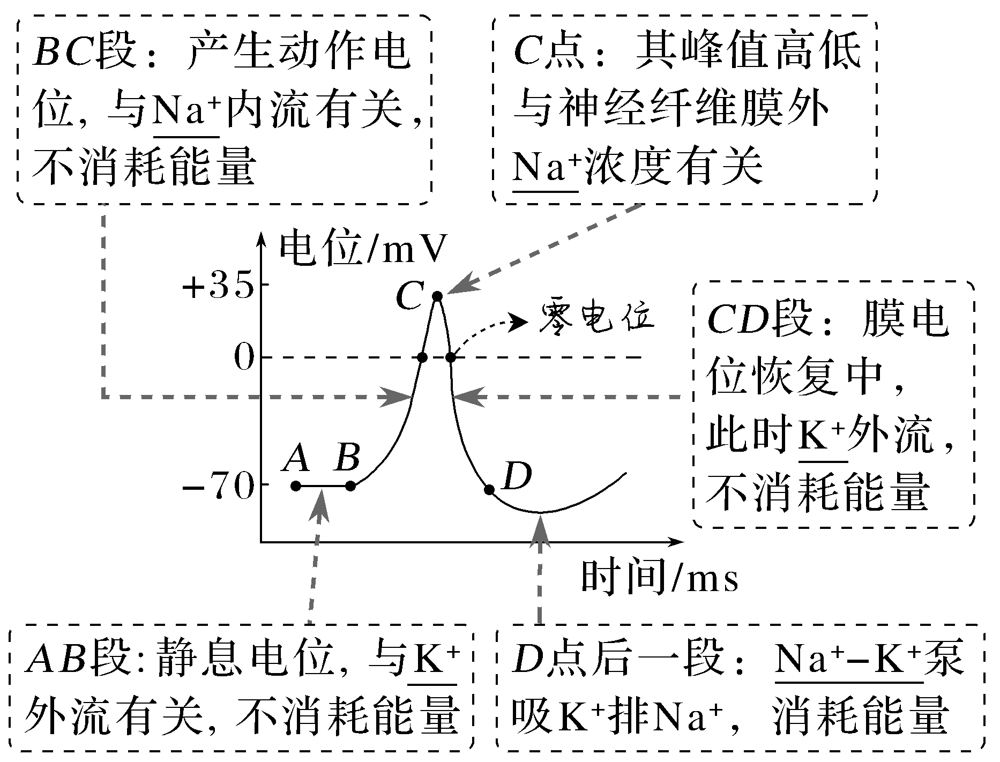 BC段：产生动作电
位，与Na⁺内流有关，
不消耗能量
C点：其峰值高低
与神经纤维膜外
Na⁺浓度有关
电位/mV
+35
C
零电位
0
CD段：膜电
位恢复中，
此时K⁺外流，
不消耗能量
A
B
D
−70
时间/ms
AB段：静息电位，与K⁺
外流有关，不消耗能量
D点后一段：Na⁺−K⁺泵
吸K⁺排Na⁺，消耗能量